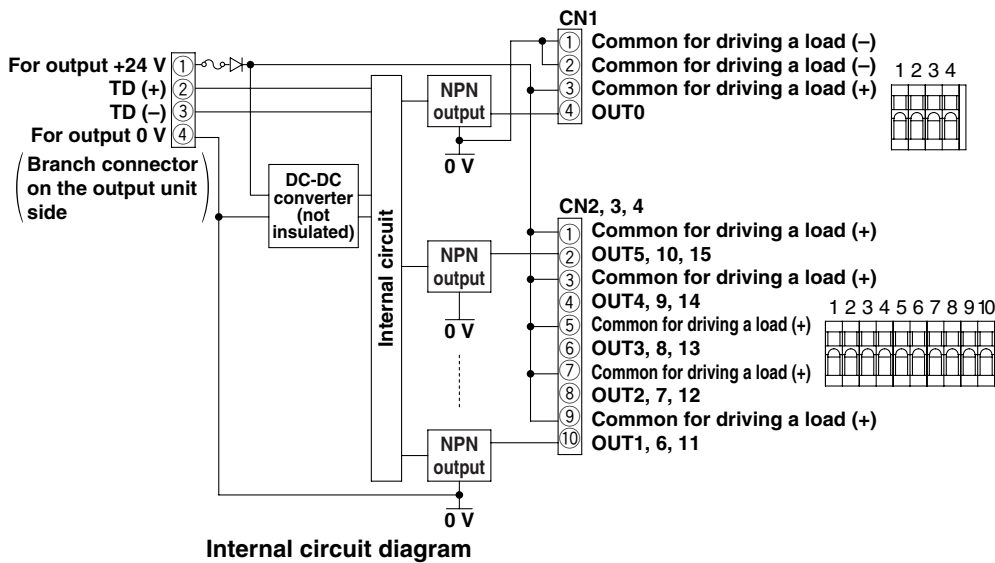 For output +24 V ①
TD (+) ②
TD (–) ③
For output 0 V ④
(Branch connector
on the output unit
side)
DC-DC
converter
(not
insulated)
Internal circuit
NPN
output
0 V
NPN
output
0 V
NPN
output
0 V
CN1
① Common for driving a load (–)
② Common for driving a load (–)
③ Common for driving a load (+)
④ OUT0
1 2 3 4
CN2, 3, 4
① Common for driving a load (+)
② OUT5, 10, 15
③ Common for driving a load (+)
④ OUT4, 9, 14
⑤ Common for driving a load (+)
⑥ OUT3, 8, 13
⑦ Common for driving a load (+)
⑧ OUT2, 7, 12
⑨ Common for driving a load (+)
⑩ OUT1, 6, 11
1 2 3 4 5 6 7 8 9 10
Internal circuit diagram